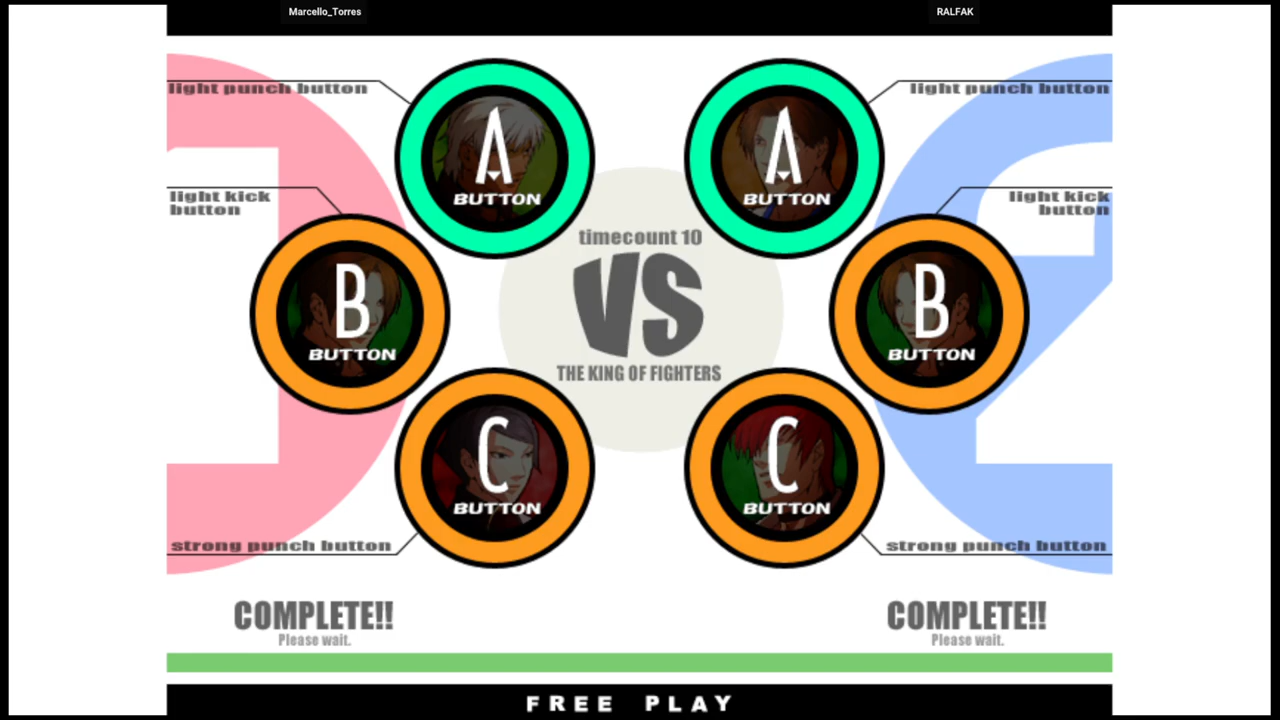 Marcello_Torres
RALFAK
light punch button
light punch button
A
BUTTON
A
BUTTON
light kick
button
light kick
button
timecount 10
VS
THE KING OF FIGHTERS
B
BUTTON
B
BUTTON
C
BUTTON
C
BUTTON
strong punch button
strong punch button
COMPLETE!!
Please wait.
COMPLETE!!
Please wait.
FREE PLAY